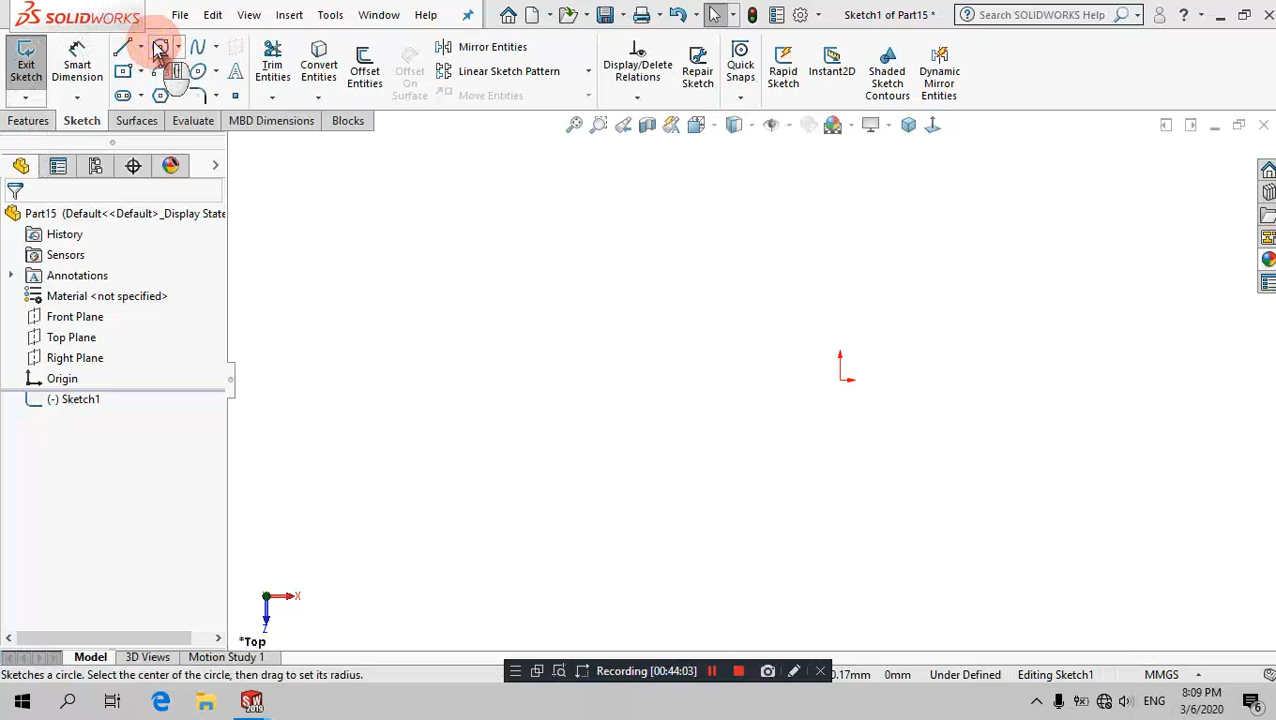 SOLIDWORKS File Edit View Insert Tools Window Help Sketch1 of Part15 * Search SOLIDWORKS Help
Exit Sketch
Smart Dimension
Trim Entities
Convert Entities
Offset Entities
Offset On Surface
Mirror Entities
Linear Sketch Pattern
Move Entities
Display/Delete Relations
Repair Sketch
Quick Snaps
Rapid Sketch
Instant2D
Shaded Sketch Contours
Dynamic Mirror Entities
Features Sketch Surfaces Evaluate MBD Dimensions Blocks
Part15 (Default<<Default>_Display State
History
Sensors
Annotations
Material <not specified>
Front Plane
Top Plane
Right Plane
Origin
(-) Sketch1
X
Z
*Top
Model 3D Views Motion Study 1
Recording [00:44:03]
Sketches a circle. Select the center of the circle, then drag to set its radius. 0.17mm 0mm Under Defined Editing Sketch1 MMGS
SW 2019
ENG
8:09 PM
3/6/2020
6